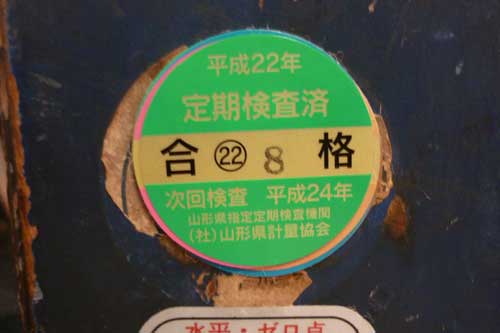 平成22年
定期検査済
合 ㉒ 8 格
次回検査 平成24年
山形県指定定期検査機関
(社)山形県計量協会
水平・ゼロ点